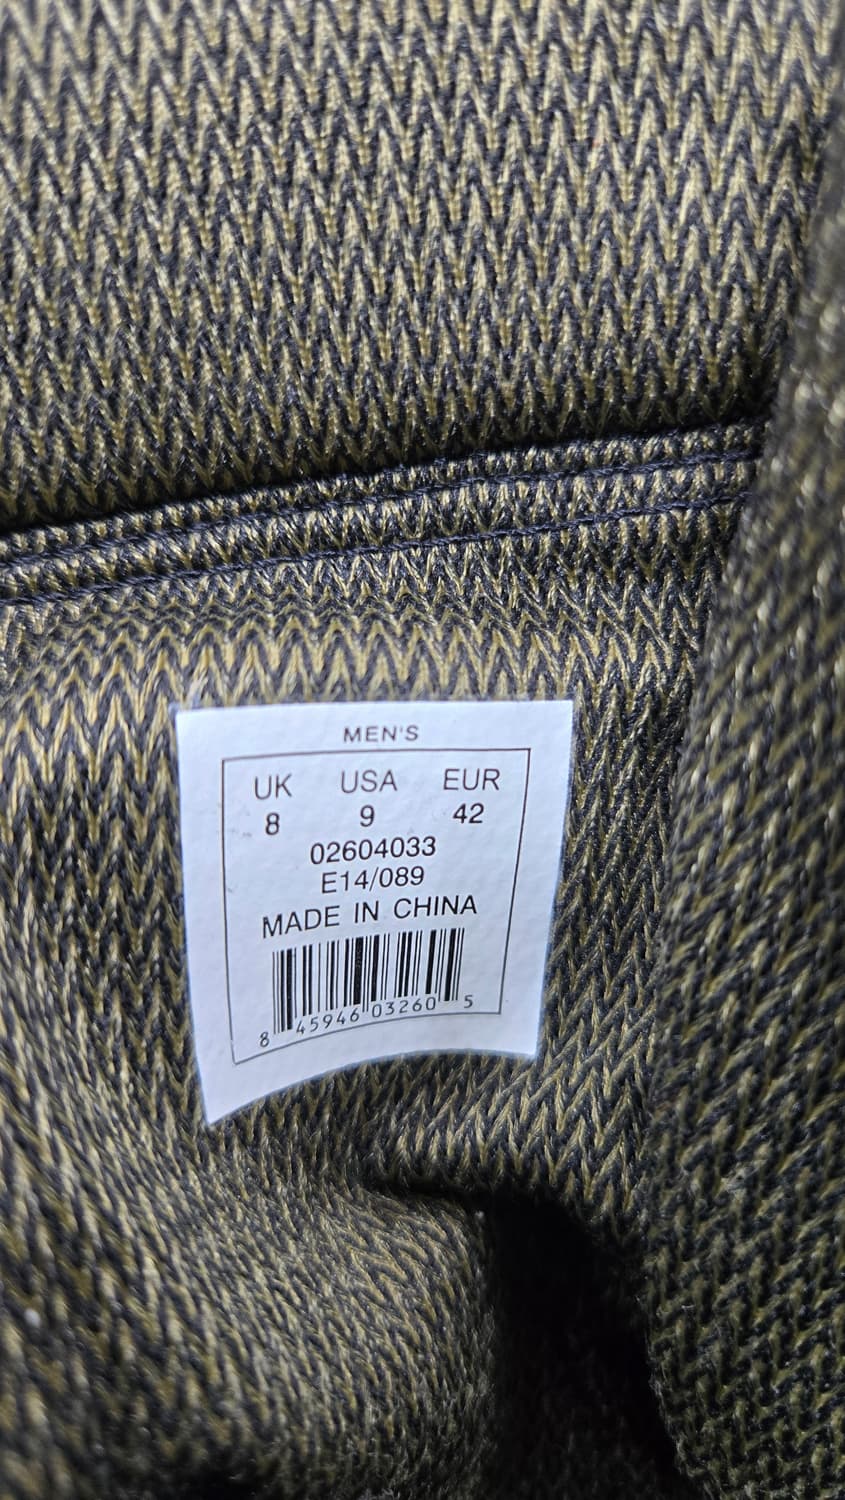 MEN'S
UK USA EUR
8 9 42
02604033
E14/089
MADE IN CHINA
8 45946 03260 5